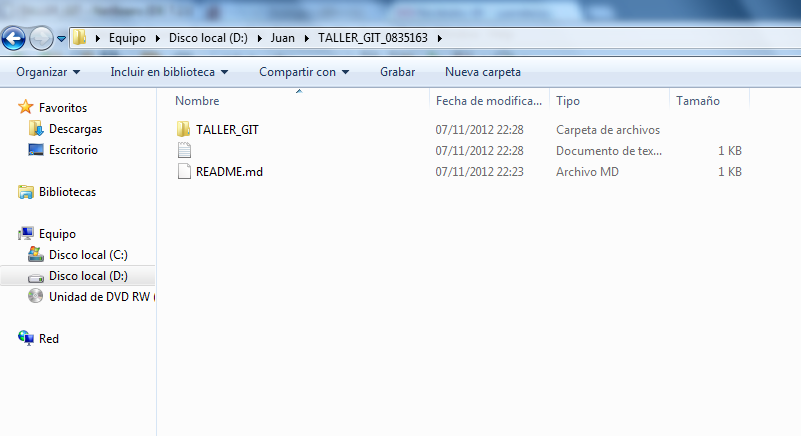 Equipo Disco local (D:) Juan TALLER_GIT_0835163
Organizar Incluir en biblioteca Compartir con Grabar Nueva carpeta
Favoritos
Descargas
Escritorio
Bibliotecas
Equipo
Disco local (C:)
Disco local (D:)
Unidad de DVD RW (
Red
Nombre Fecha de modifica... Tipo Tamaño
TALLER_GIT 07/11/2012 22:28 Carpeta de archivos
07/11/2012 22:28 Documento de tex... 1 KB
README.md 07/11/2012 22:23 Archivo MD 1 KB